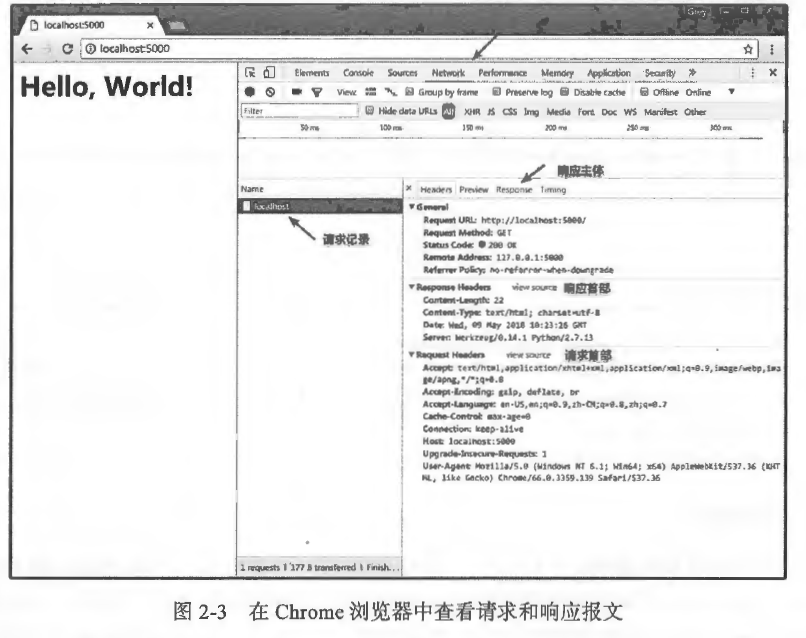 Grey
localhost:5000
localhost:5000
Hello, World!
Elements Console Sources Network Performance Memory Application Security
View: Group by frame Preserve log Disable cache Offline Online
Filter Hide data URLs All XHR JS CSS Img Media Font Doc WS Manifest Other
50 ms 100 ms 150 ms 200 ms 250 ms 300 ms
响应主体
Name
localhost
请求记录
Headers Preview Response Timing
General
Request URL: http://localhost:5000/
Request Method: GET
Status Code: 200 OK
Remote Address: 127.0.0.1:5000
Referrer Policy: no-referrer-when-downgrade
Response Headers view source 响应首部
Content-Length: 22
Content-Type: text/html; charset=utf-8
Date: Wed, 09 May 2018 10:23:26 GMT
Server: Werkzeug/0.14.1 Python/2.7.13
Request Headers view source 请求首部
Accept: text/html,application/xhtml+xml,application/xml;q=0.9,image/webp,ima
ge/apng,*/*;q=0.8
Accept-Encoding: gzip, deflate, br
Accept-Language: en-US,en;q=0.9,zh-CN;q=0.8,zh;q=0.7
Cache-Control: max-age=0
Connection: keep-alive
Host: localhost:5000
Upgrade-Insecure-Requests: 1
User-Agent: Mozilla/5.0 (Windows NT 6.1; Win64; x64) AppleWebKit/537.36 (KHT
ML, like Gecko) Chrome/66.0.3359.139 Safari/537.36
1 requests | 177 B transferred | Finish...
图 2-3 在 Chrome 浏览器中查看请求和响应报文